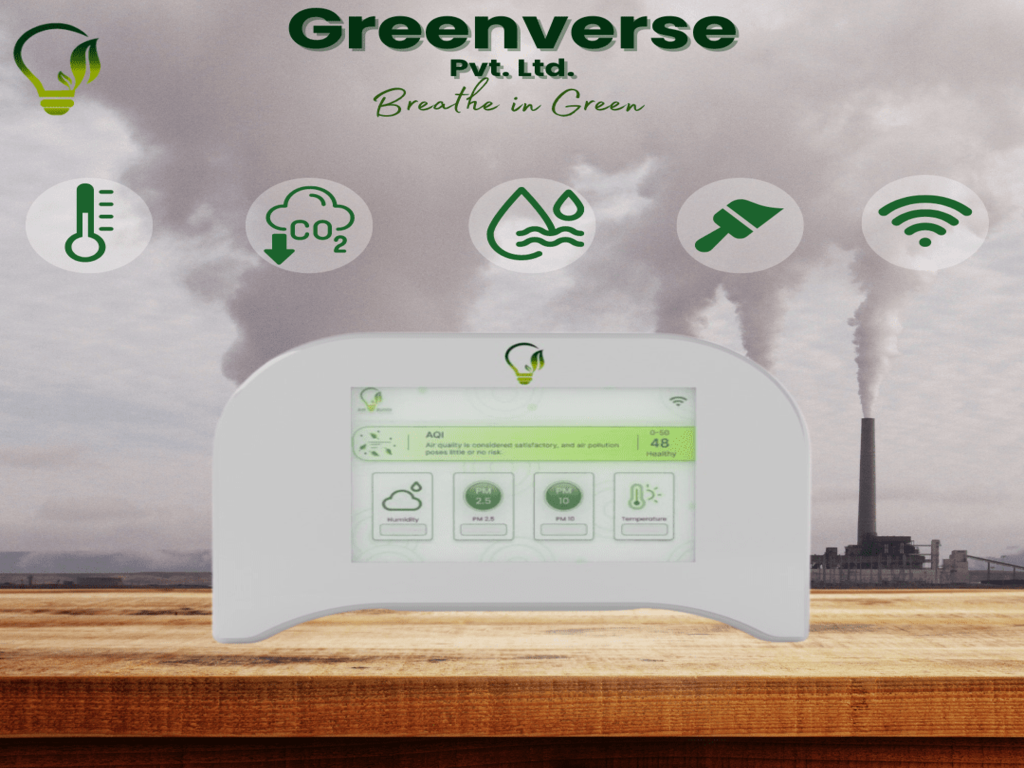 Greenverse
Pvt. Ltd.
Breathe in Green
CO2
AQI
Air quality is considered satisfactory, and air pollution
poses little or no risk.
0-50
48
Healthy
PM
2.5
PM
10
Humidity
PM 2.5
PM 10
Temperature